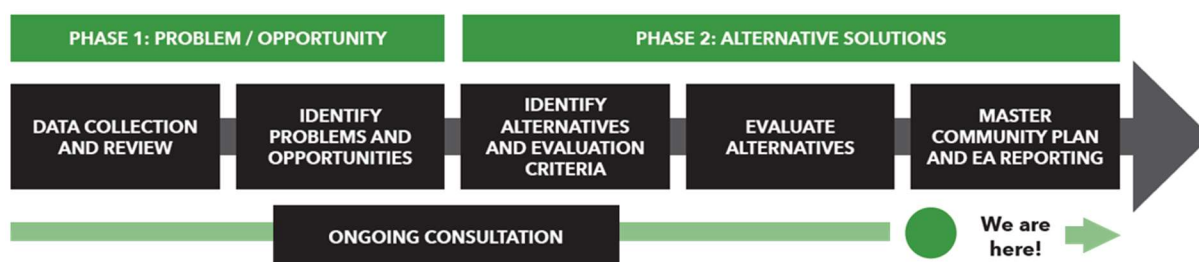 PHASE 1: PROBLEM / OPPORTUNITY
PHASE 2: ALTERNATIVE SOLUTIONS
DATA COLLECTION
AND REVIEW
IDENTIFY
PROBLEMS AND
OPPORTUNITIES
IDENTIFY
ALTERNATIVES
AND EVALUATION
CRITERIA
EVALUATE
ALTERNATIVES
MASTER
COMMUNITY PLAN
AND EA REPORTING
ONGOING CONSULTATION
We are
here!